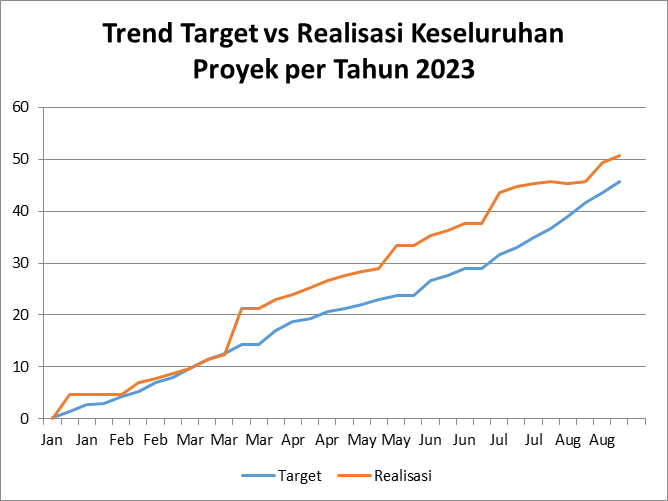 Trend Target vs Realisasi Keseluruhan
Proyek per Tahun 2023
60
50
40
30
20
10
0
Jan Jan Feb Feb Mar Mar Mar Apr Apr May May Jun Jun Jul Jul Aug Aug
Target Realisasi